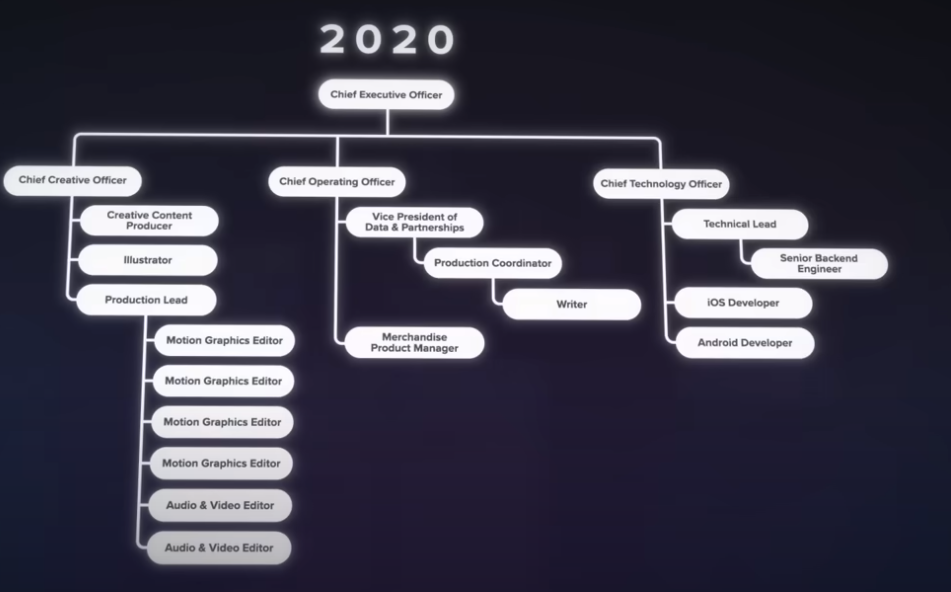 2020
Chief Executive Officer
Chief Creative Officer
Creative Content
Producer
Illustrator
Production Lead
Motion Graphics Editor
Motion Graphics Editor
Motion Graphics Editor
Motion Graphics Editor
Audio & Video Editor
Audio & Video Editor
Chief Operating Officer
Vice President of
Data & Partnerships
Production Coordinator
Writer
Merchandise
Product Manager
Chief Technology Officer
Technical Lead
Senior Backend
Engineer
iOS Developer
Android Developer